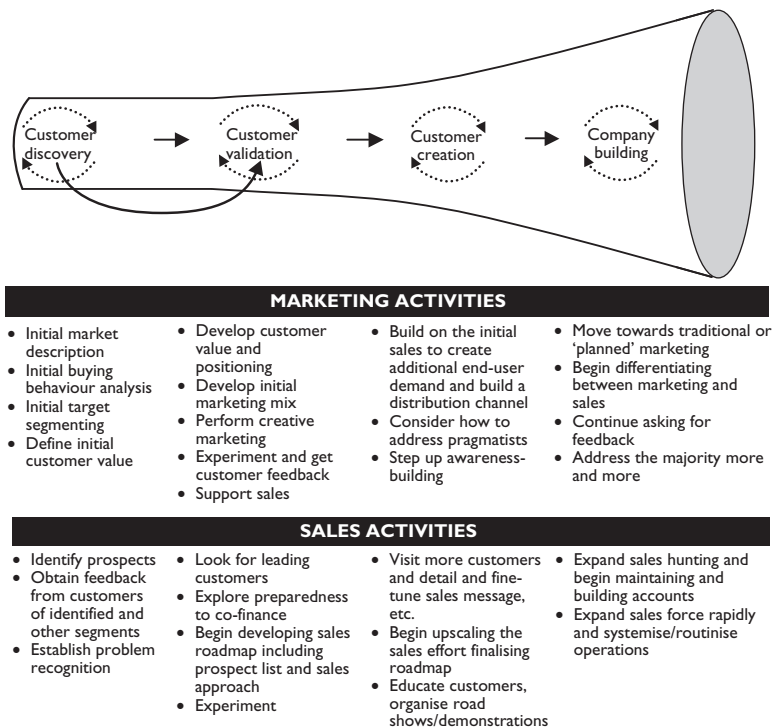 Customer
discovery
Customer
validation
Customer
creation
Company
building
MARKETING ACTIVITIES
• Initial market
description
• Initial buying
behaviour analysis
• Initial target
segmenting
• Define initial
customer value
• Develop customer
value and
positioning
• Develop initial
marketing mix
• Perform creative
marketing
• Experiment and get
customer feedback
• Support sales
• Build on the initial
sales to create
additional end-user
demand and build a
distribution channel
• Consider how to
address pragmatists
• Step up awareness-
building
• Move towards traditional or
‘planned’ marketing
• Begin differentiating
between marketing and
sales
• Continue asking for
feedback
• Address the majority more
and more
SALES ACTIVITIES
• Identify prospects
• Obtain feedback
from customers
of identified and
other segments
• Establish problem
recognition
• Look for leading
customers
• Explore preparedness
to co-finance
• Begin developing sales
roadmap including
prospect list and sales
approach
• Experiment
• Visit more customers
and detail and fine-
tune sales message,
etc.
• Begin upscaling the
sales effort finalising
roadmap
• Educate customers,
organise road
shows/demonstrations
• Expand sales hunting and
begin maintaining and
building accounts
• Expand sales force rapidly
and systemise/routinise
operations